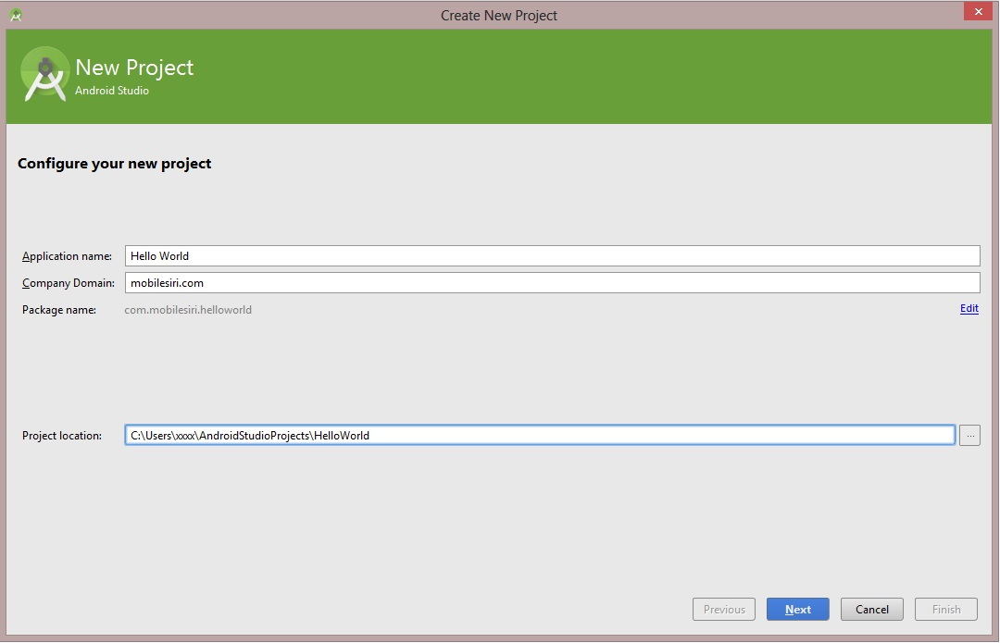 Create New Project
New Project
Android Studio
Configure your new project
Application name: Hello World
Company Domain: mobilesiri.com
Package name: com.mobilesiri.helloworld Edit
Project location: C:\Users\xxxx\AndroidStudioProjects\HelloWorld ...
Previous Next Cancel Finish